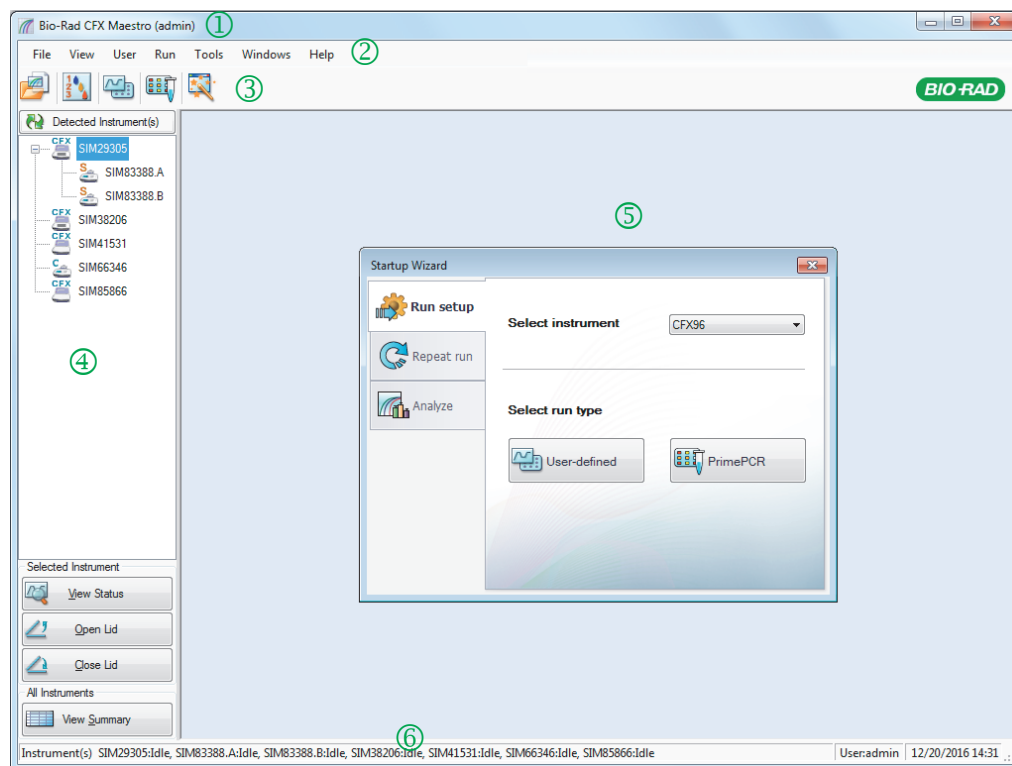 Bio-Rad CFX Maestro (admin) ①
File View User Run Tools Windows Help ②
③
BIO-RAD
Detected Instrument(s)
CFX SIM29305
S SIM83388.A
S SIM83388.B
CFX SIM38206
CFX SIM41531
C SIM66346
CFX SIM85866
④
⑤
Startup Wizard
Run setup
Repeat run
Analyze
Select instrument CFX96
Select run type
User-defined PrimePCR
Selected Instrument
View Status
Open Lid
Close Lid
All Instruments
View Summary
⑥
Instrument(s) SIM29305:Idle, SIM83388.A:Idle, SIM83388.B:Idle, SIM38206:Idle, SIM41531:Idle, SIM66346:Idle, SIM85866:Idle User:admin 12/20/2016 14:31